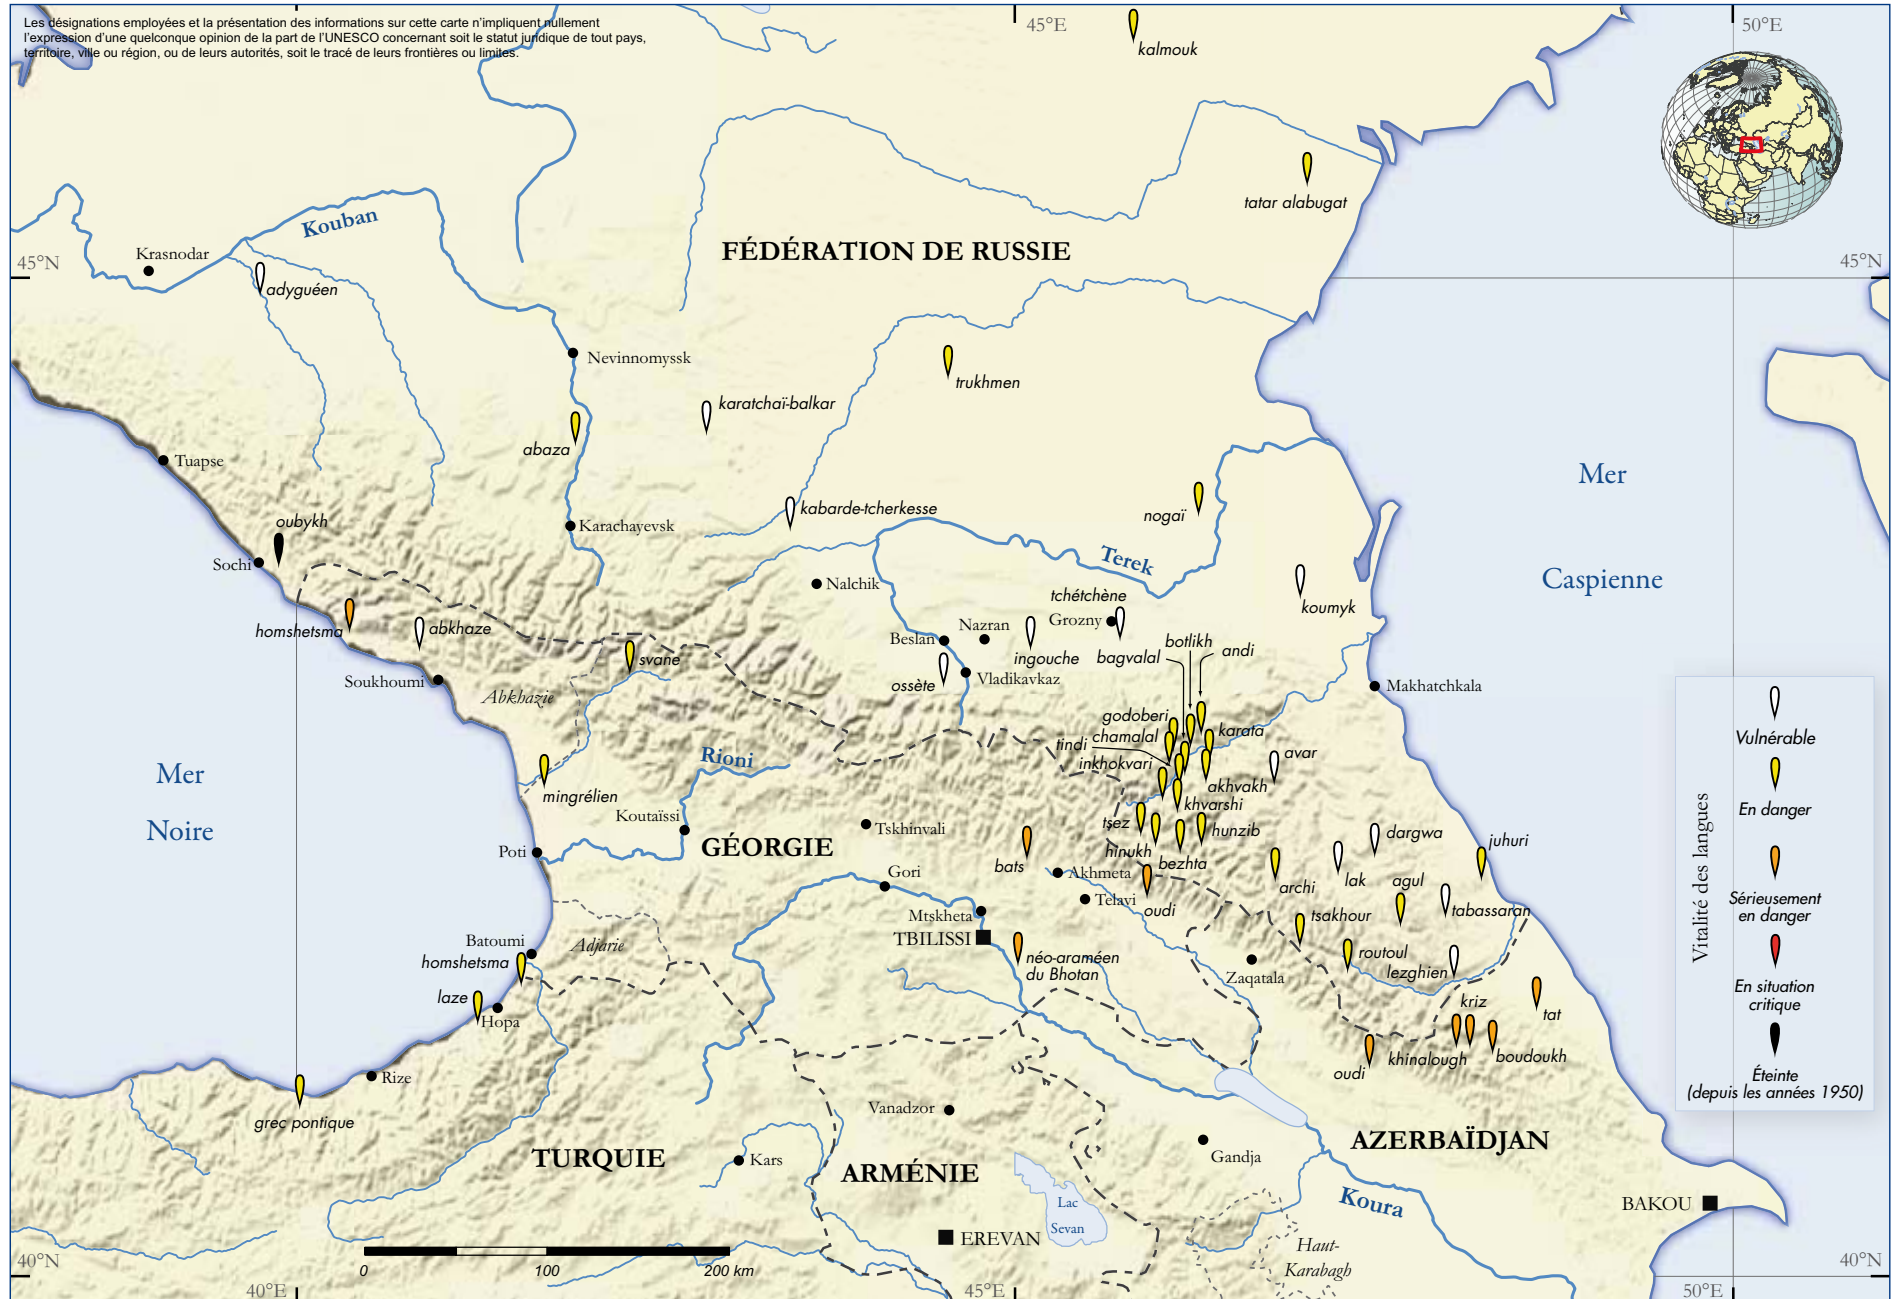 Les désignations employées et la présentation des informations sur cette carte n'impliquent nullement
l'expression d'une quelconque opinion de la part de l'UNESCO concernant soit le statut juridique de tout pays,
territoire, ville ou région, ou de leurs autorités, soit le tracé de leurs frontières ou limites.
45°E
50°E
kalmouk
tatar alabugat
Kouban
FÉDÉRATION DE RUSSIE
Krasnodar
45°N
45°N
adyguéen
Nevinnomyssk
trukhmen
karatchaï-balkar
abaza
Tuapse
Mer
Caspienne
kabarde-tcherkesse
nogaï
oubykh
Karachayevsk
Sochi
Terek
Nalchik
koumyk
tchétchène
Grozny
homshetsma
abkhaze
Beslan
Nazran
ingouche
botlikh
andi
bagvalal
svane
ossète
Vladikavkaz
Soukhoumi
Abkhazie
Makhatchkala
godoberi
chamalal
karata
tindi
inkhokvari
avar
akhvakh
khvarshi
Rioni
Mer
Noire
mingrélien
Koutaïssi
Tskhinvali
tsez
hunzib
hinukh
bezhta
dargwa
juhuri
GÉORGIE
Poti
bats
Akhmeta
Gori
oudi
Telavi
archi
lak
agul
tabassaran
Mtskheta
TBILISSI
tsakhour
Batoumi
Adjarie
homshetsma
néo-araméen
du Bhotan
routoul
lezghien
Zaqatala
laze
Hopa
kriz
tat
khinalough
boudoukh
oudi
Rize
grec pontique
Vanadzor
TURQUIE
Kars
ARMÉNIE
Gandja
AZERBAÏDJAN
Koura
Lac
Sevan
BAKOU
EREVAN
Haut-
Karabagh
40°N
40°N
0
100
200 km
40°E
45°E
50°E
Vitalité des langues
Vulnérable
En danger
Sérieusement
en danger
En situation
critique
Éteinte
(depuis les années 1950)